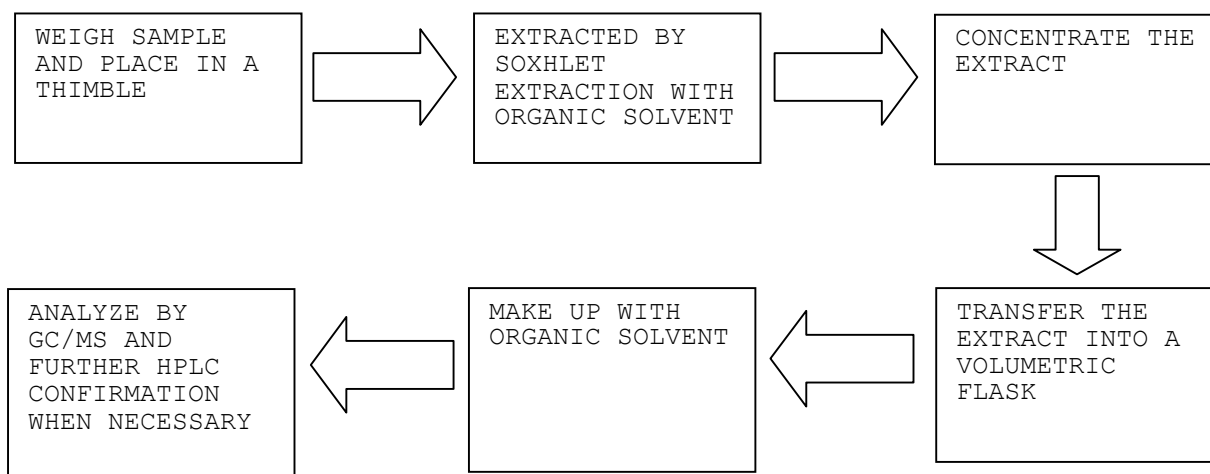 WEIGH SAMPLE
AND PLACE IN A
THIMBLE
EXTRACTED BY
SOXHLET
EXTRACTION WITH
ORGANIC SOLVENT
CONCENTRATE THE
EXTRACT
TRANSFER THE
EXTRACT INTO A
VOLUMETRIC
FLASK
MAKE UP WITH
ORGANIC SOLVENT
ANALYZE BY
GC/MS AND
FURTHER HPLC
CONFIRMATION
WHEN NECESSARY